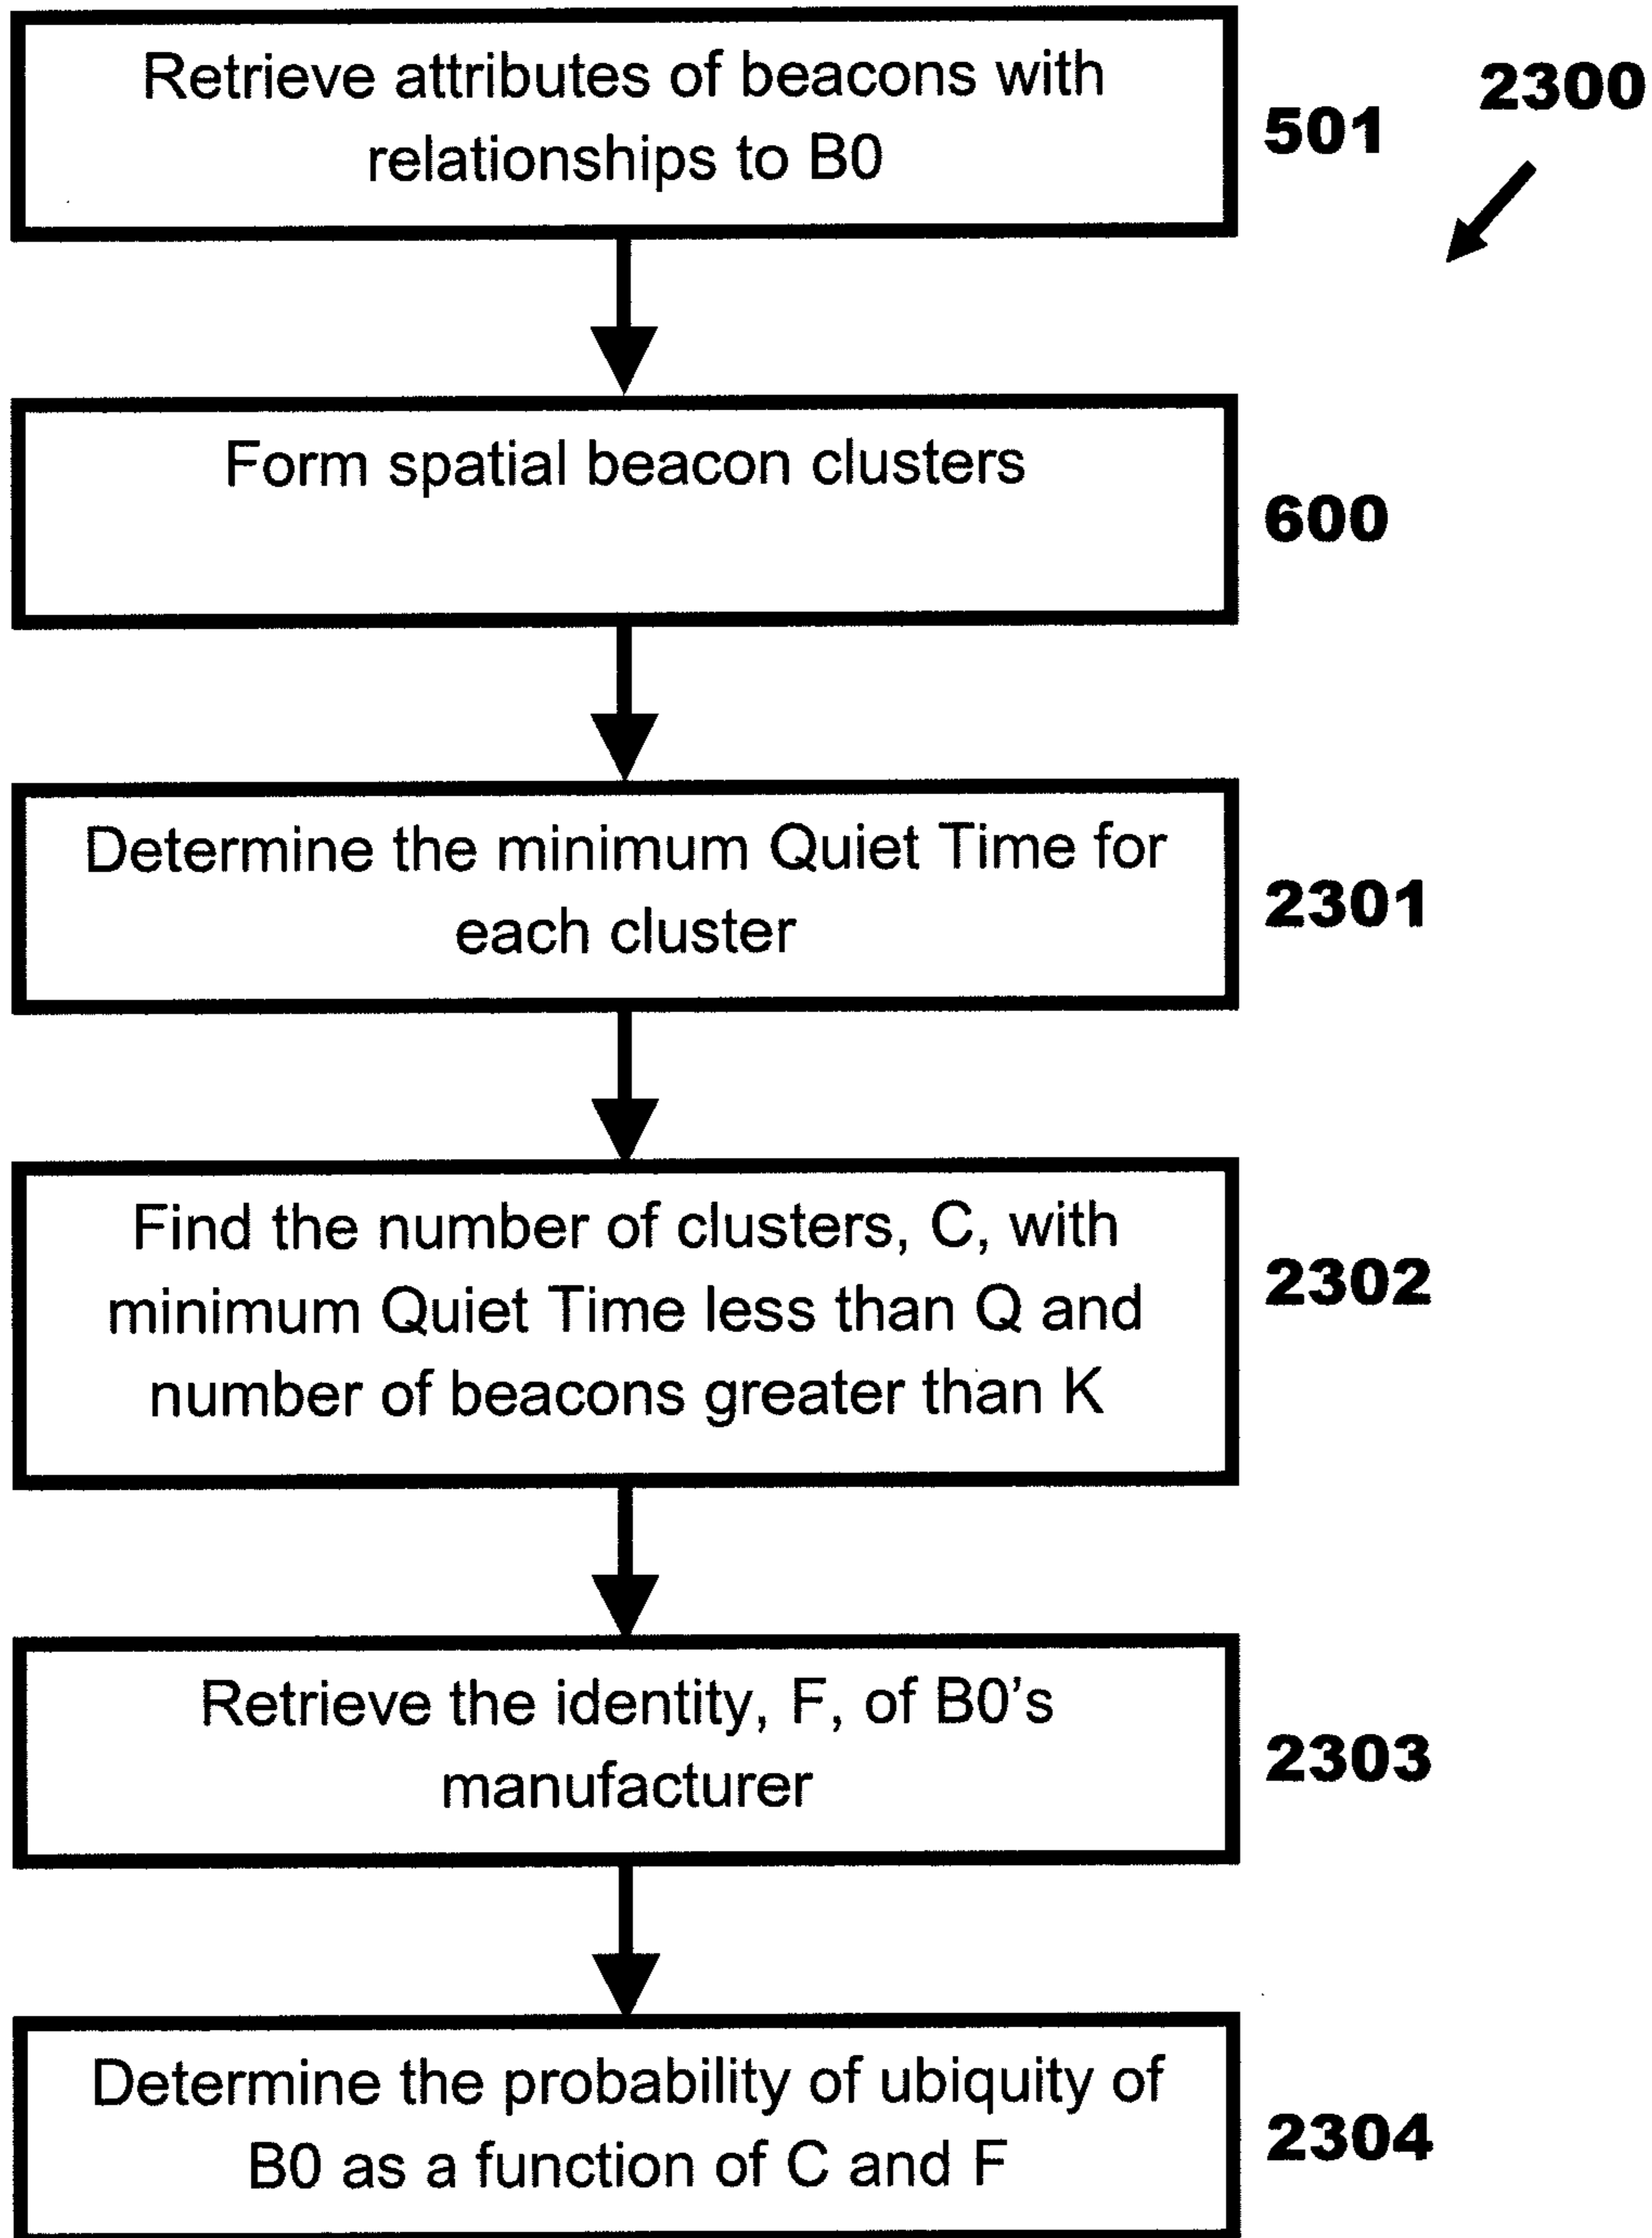 Retrieve attributes of beacons with
relationships to B0
501
2300
Form spatial beacon clusters
600
Determine the minimum Quiet Time for
each cluster
2301
Find the number of clusters, C, with
minimum Quiet Time less than Q and
number of beacons greater than K
2302
Retrieve the identity, F, of B0's
manufacturer
2303
Determine the probability of ubiquity of
B0 as a function of C and F
2304